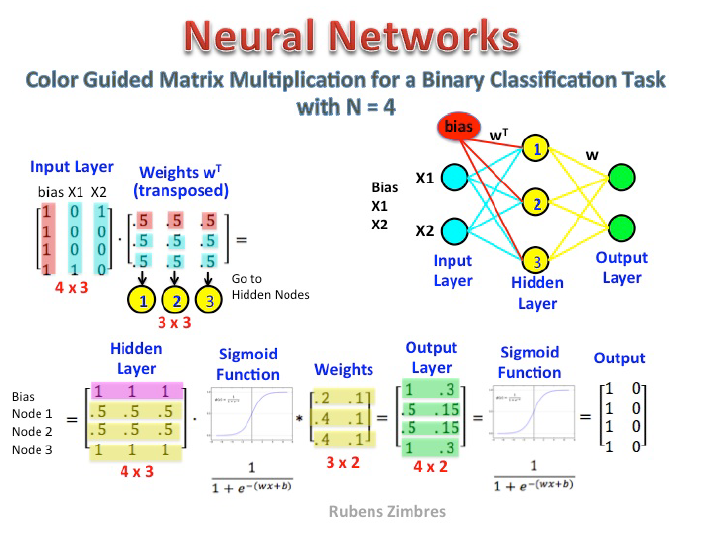 Neural Networks
Color Guided Matrix Multiplication for a Binary Classification Task
with N = 4
bias
wᵀ
1
w
2
3
X1
X2
Bias
X1
X2
Input
Layer
Hidden
Layer
Output
Layer
Input Layer
bias X1 X2
1 0 1
1 0 0
1 0 0
1 1 0
4 x 3
.
Weights wᵀ
(transposed)
.5 .5 .5
.5 .5 .5
.5 .5 .5
=
1 2 3
3 x 3
Go to
Hidden Nodes
Bias
Node 1
Node 2
Node 3
=
Hidden
Layer
1 1 1
.5 .5 .5
.5 .5 .5
1 1 1
4 x 3
.
Sigmoid
Function
1
1 + e^-(wx+b)
*
Weights
.2 .1
.4 .1
.4 .1
3 x 2
=
Output
Layer
1 .3
.5 .15
.5 .15
1 .3
4 x 2
=
Sigmoid
Function
1
1 + e^-(wx+b)
=
Output
1 0
1 0
1 0
1 0
Rubens Zimbres